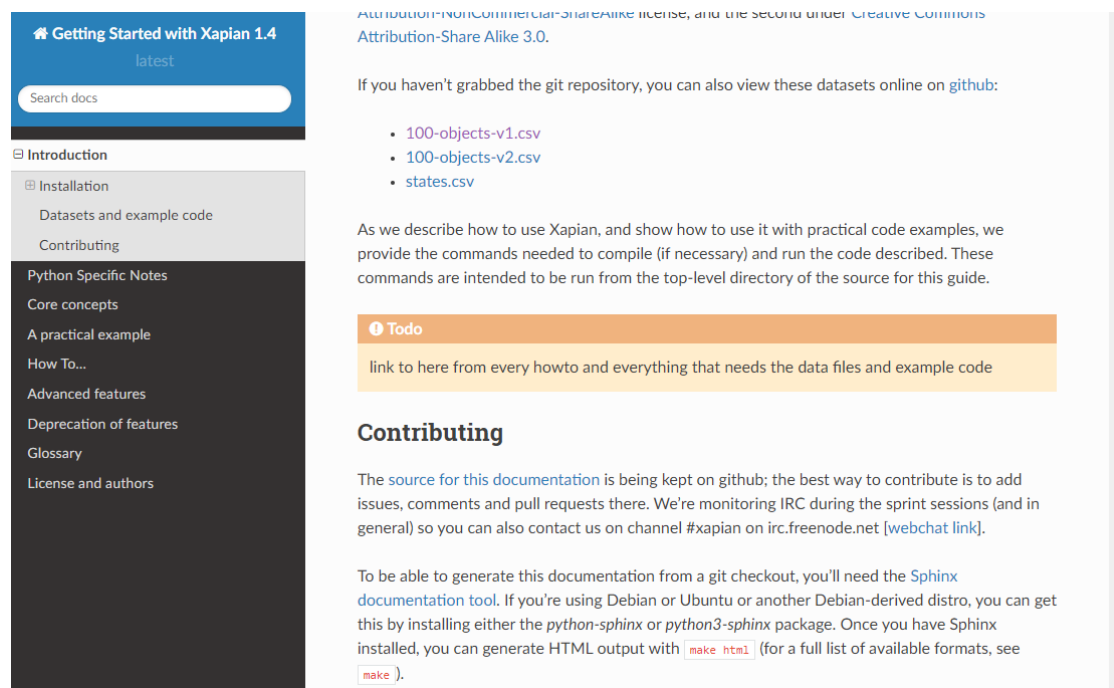 Getting Started with Xapian 1.4
latest
Search docs
Introduction
Installation
Datasets and example code
Contributing
Python Specific Notes
Core concepts
A practical example
How To...
Advanced features
Deprecation of features
Glossary
License and authors
Attribution-NonCommercial-ShareAlike license, and the second under Creative Commons
Attribution-Share Alike 3.0.
If you haven't grabbed the git repository, you can also view these datasets online on github:
• 100-objects-v1.csv
• 100-objects-v2.csv
• states.csv
As we describe how to use Xapian, and show how to use it with practical code examples, we
provide the commands needed to compile (if necessary) and run the code described. These
commands are intended to be run from the top-level directory of the source for this guide.
Todo
link to here from every howto and everything that needs the data files and example code
Contributing
The source for this documentation is being kept on github; the best way to contribute is to add
issues, comments and pull requests there. We're monitoring IRC during the sprint sessions (and in
general) so you can also contact us on channel #xapian on irc.freenode.net [webchat link].
To be able to generate this documentation from a git checkout, you'll need the Sphinx
documentation tool. If you're using Debian or Ubuntu or another Debian-derived distro, you can get
this by installing either the python-sphinx or python3-sphinx package. Once you have Sphinx
installed, you can generate HTML output with make html (for a full list of available formats, see
make ).